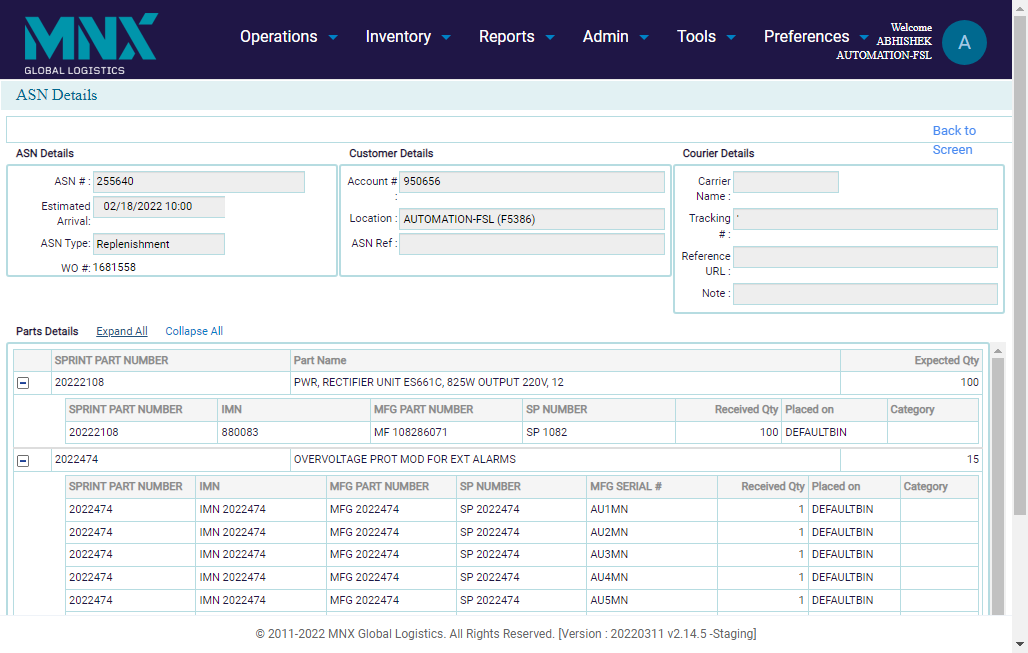 MNX
GLOBAL LOGISTICS
Operations Inventory Reports Admin Tools Preferences
Welcome
ABHISHEK
AUTOMATION-FSL
A
ASN Details
Back to
Screen
ASN Details
ASN # : 255640
Estimated
Arrival: 02/18/2022 10:00
ASN Type: Replenishment
WO #: 1681558
Customer Details
Account #
: 950656
Location : AUTOMATION-FSL (F5386)
ASN Ref :
Courier Details
Carrier
Name :
Tracking
# : '
Reference
URL :
Note :
Parts Details Expand All Collapse All
SPRINT PART NUMBER Part Name Expected Qty
20222108 PWR, RECTIFIER UNIT ES661C, 825W OUTPUT 220V, 12 100
SPRINT PART NUMBER IMN MFG PART NUMBER SP NUMBER Received Qty Placed on Category
20222108 880083 MF 108286071 SP 1082 100 DEFAULTBIN
2022474 OVERVOLTAGE PROT MOD FOR EXT ALARMS 15
SPRINT PART NUMBER IMN MFG PART NUMBER SP NUMBER MFG SERIAL # Received Qty Placed on Category
2022474 IMN 2022474 MFG 2022474 SP 2022474 AU1MN 1 DEFAULTBIN
2022474 IMN 2022474 MFG 2022474 SP 2022474 AU2MN 1 DEFAULTBIN
2022474 IMN 2022474 MFG 2022474 SP 2022474 AU3MN 1 DEFAULTBIN
2022474 IMN 2022474 MFG 2022474 SP 2022474 AU4MN 1 DEFAULTBIN
2022474 IMN 2022474 MFG 2022474 SP 2022474 AU5MN 1 DEFAULTBIN
© 2011-2022 MNX Global Logistics. All Rights Reserved. [Version : 20220311 v2.14.5 -Staging]